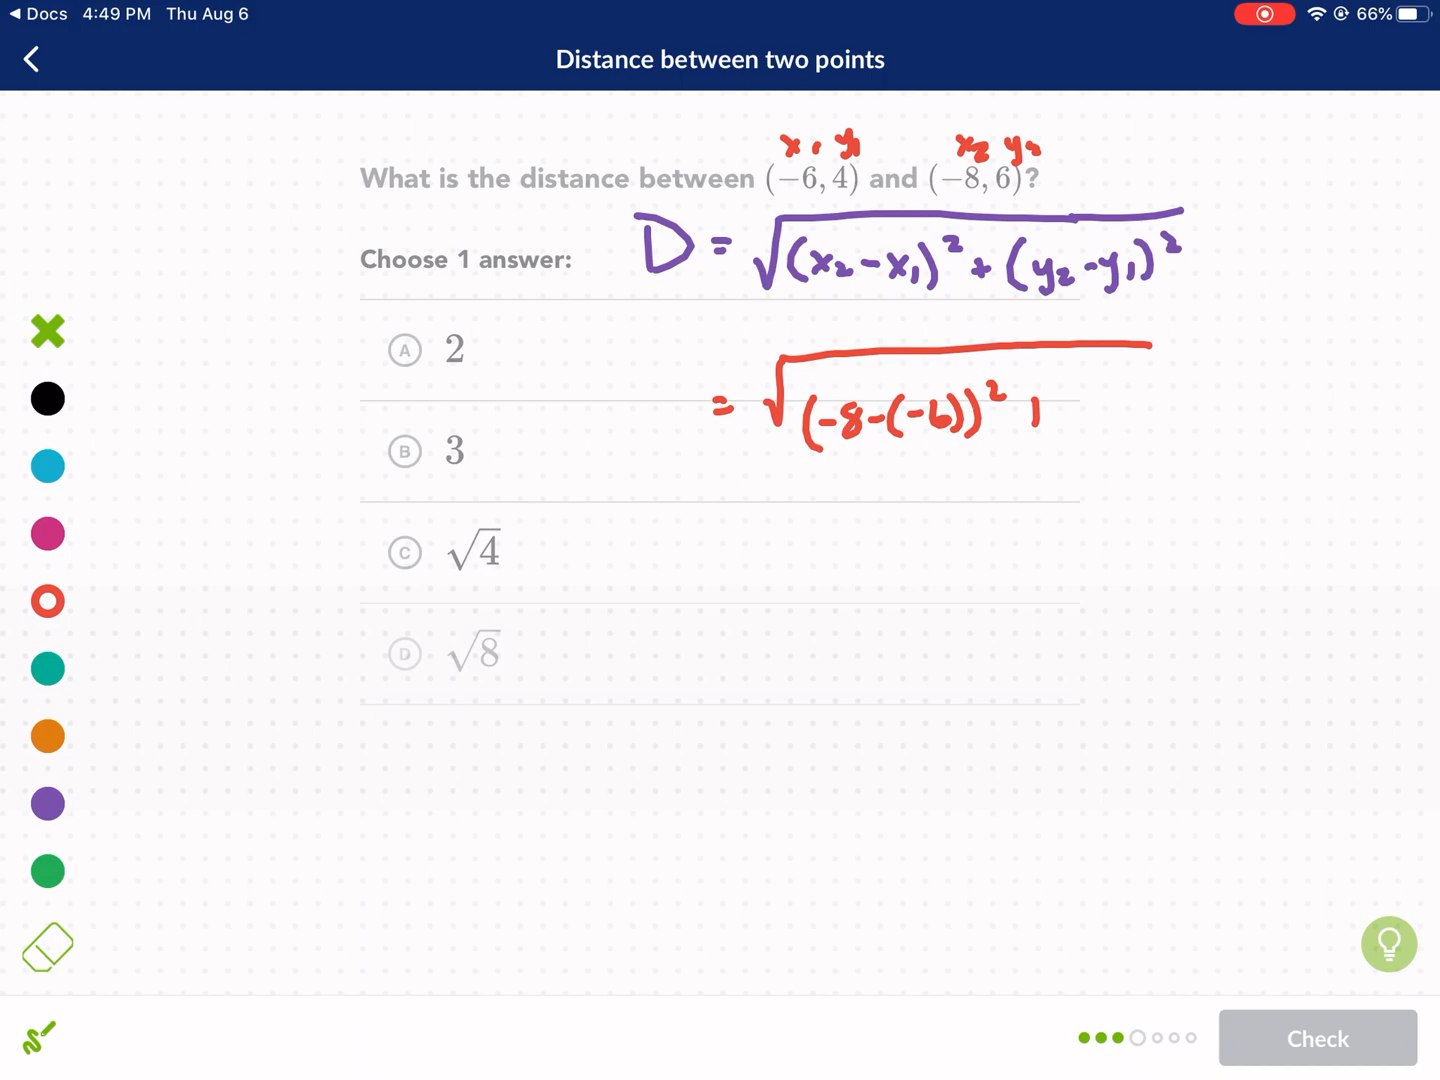 Docs 4:49 PM Thu Aug 6 66%
Distance between two points
x₁ y₁ x₂ y₂
What is the distance between (−6, 4) and (−8, 6)?
D = √((x₂ − x₁)² + (y₂ − y₁)²)
Choose 1 answer:
A 2
= √((-8-(-6))² ı
B 3
C √4
D √8
Check